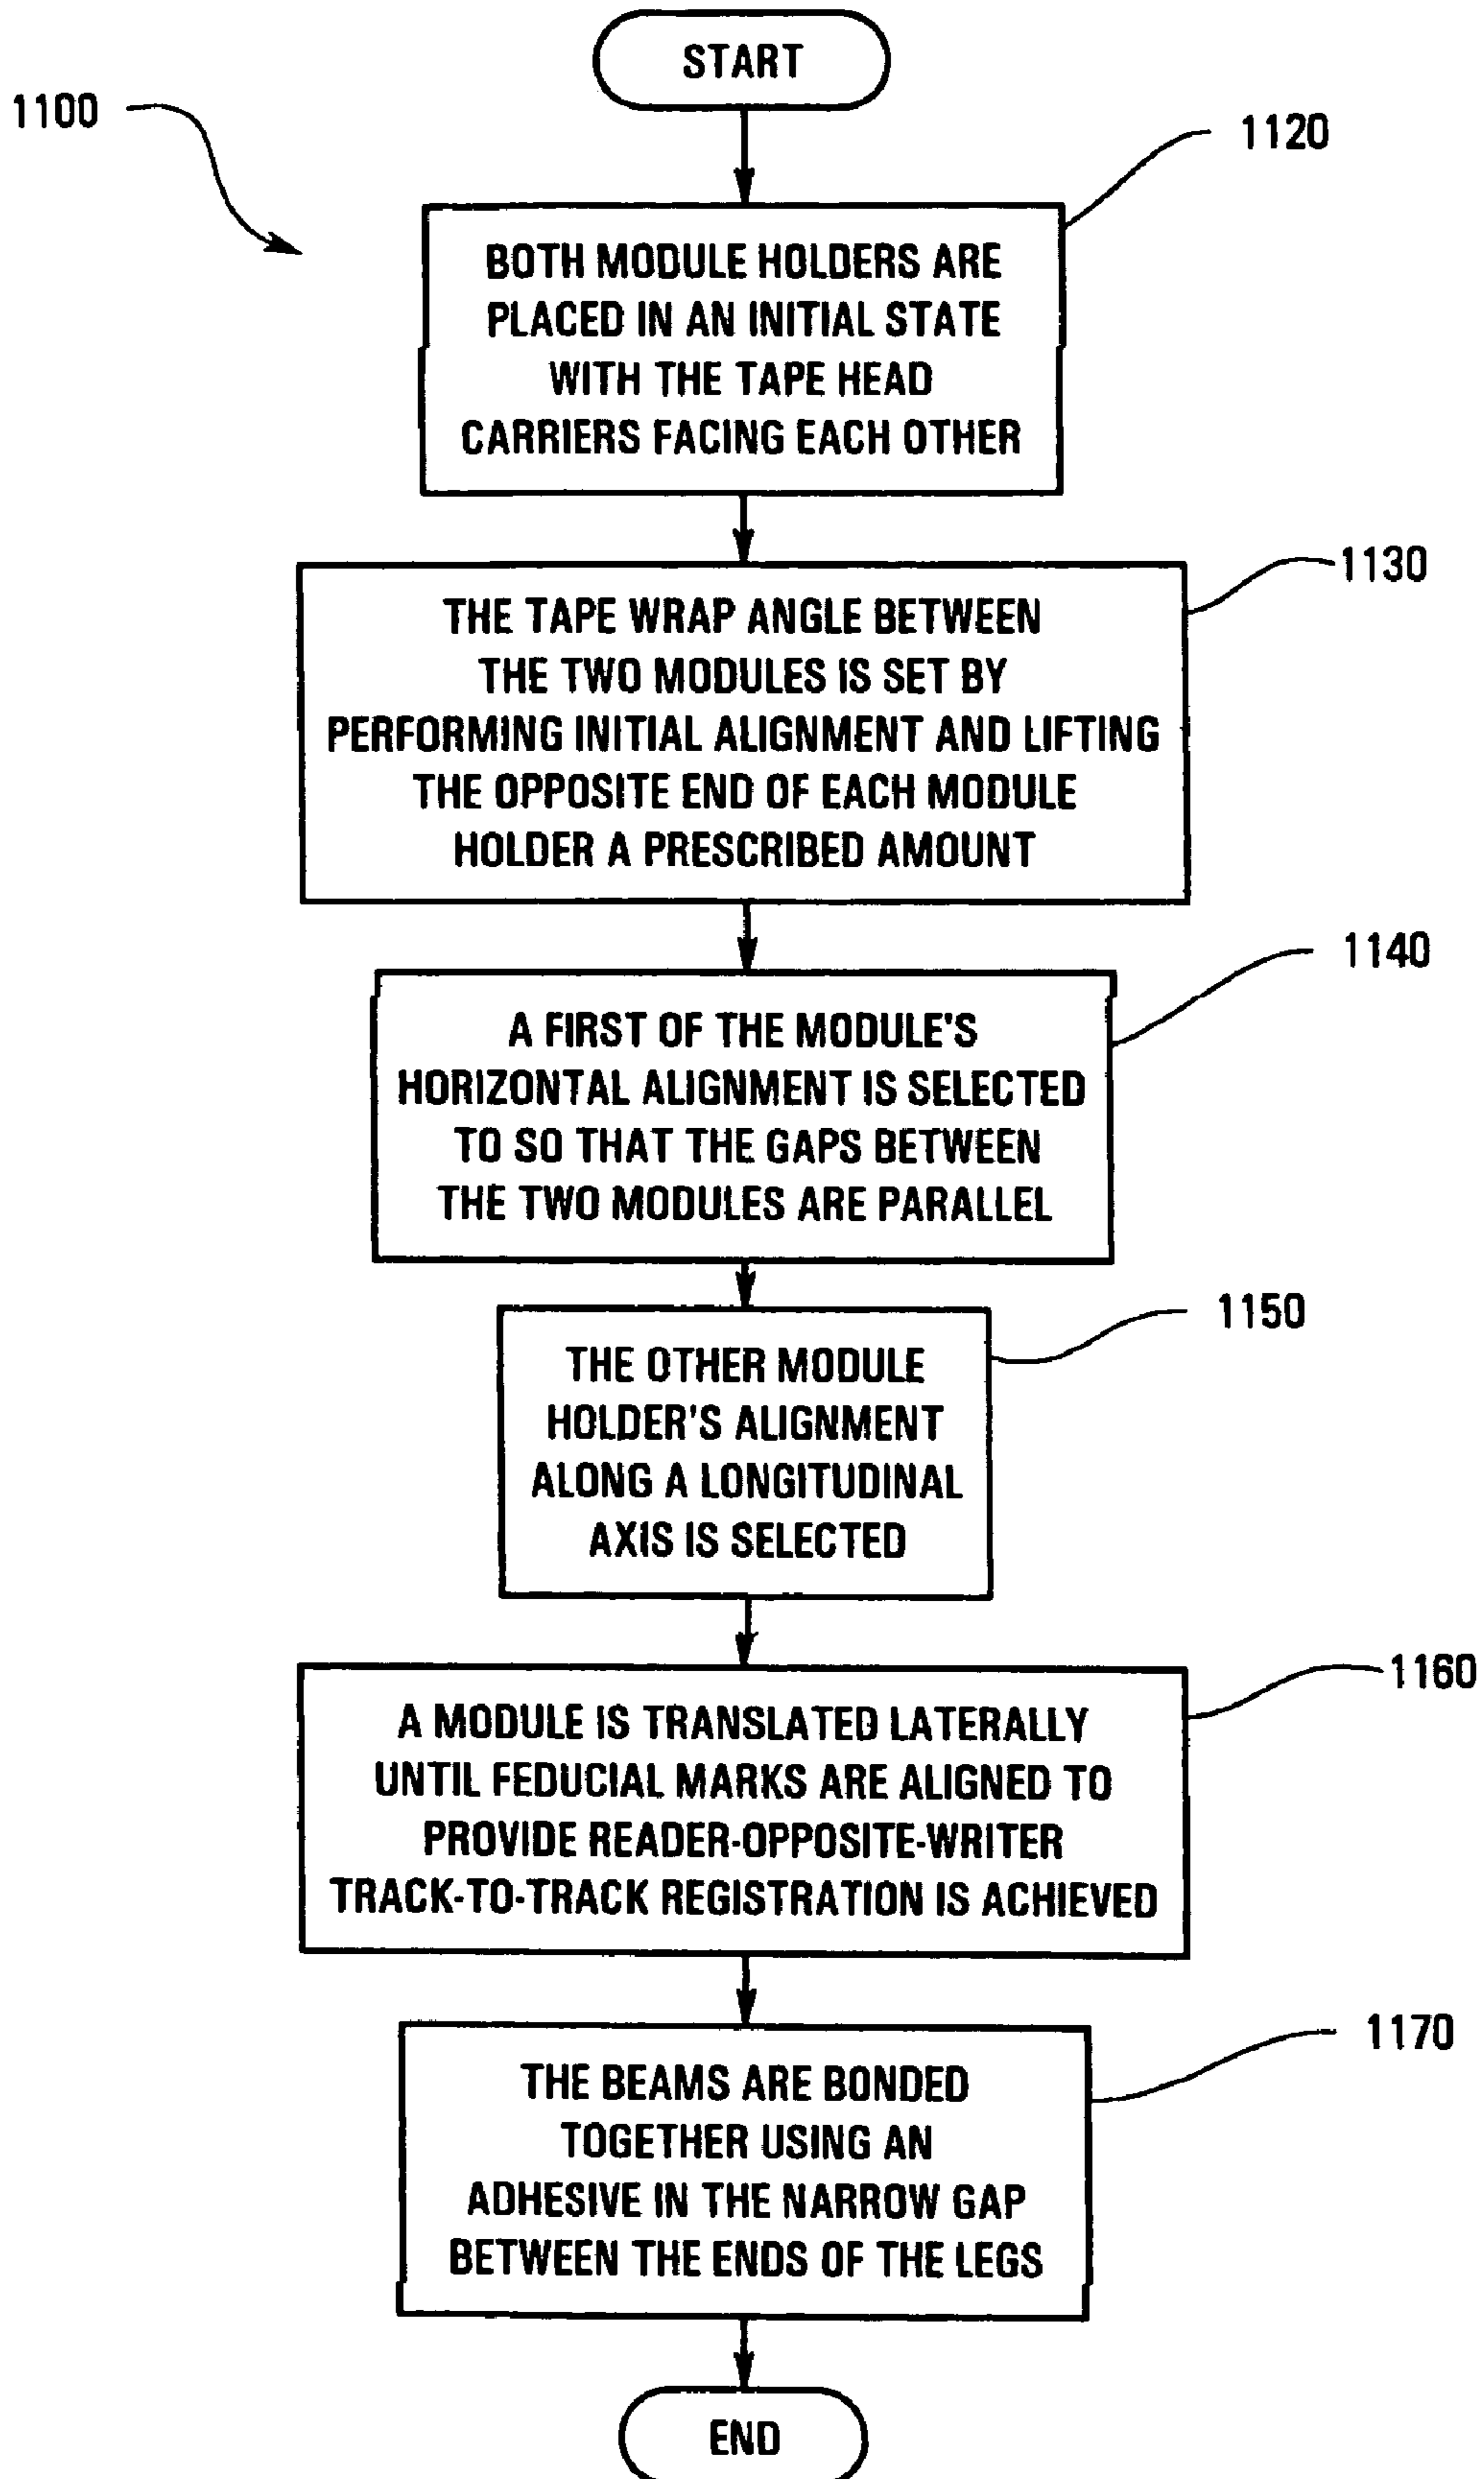 START
1100
1120
BOTH MODULE HOLDERS ARE
PLACED IN AN INITIAL STATE
WITH THE TAPE HEAD
CARRIERS FACING EACH OTHER
1130
THE TAPE WRAP ANGLE BETWEEN
THE TWO MODULES IS SET BY
PERFORMING INITIAL ALIGNMENT AND LIFTING
THE OPPOSITE END OF EACH MODULE
HOLDER A PRESCRIBED AMOUNT
1140
A FIRST OF THE MODULE'S
HORIZONTAL ALIGNMENT IS SELECTED
TO SO THAT THE GAPS BETWEEN
THE TWO MODULES ARE PARALLEL
1150
THE OTHER MODULE
HOLDER'S ALIGNMENT
ALONG A LONGITUDINAL
AXIS IS SELECTED
1160
A MODULE IS TRANSLATED LATERALLY
UNTIL FEDUCIAL MARKS ARE ALIGNED TO
PROVIDE READER-OPPOSITE-WRITER
TRACK-TO-TRACK REGISTRATION IS ACHIEVED
1170
THE BEAMS ARE BONDED
TOGETHER USING AN
ADHESIVE IN THE NARROW GAP
BETWEEN THE ENDS OF THE LEGS
END